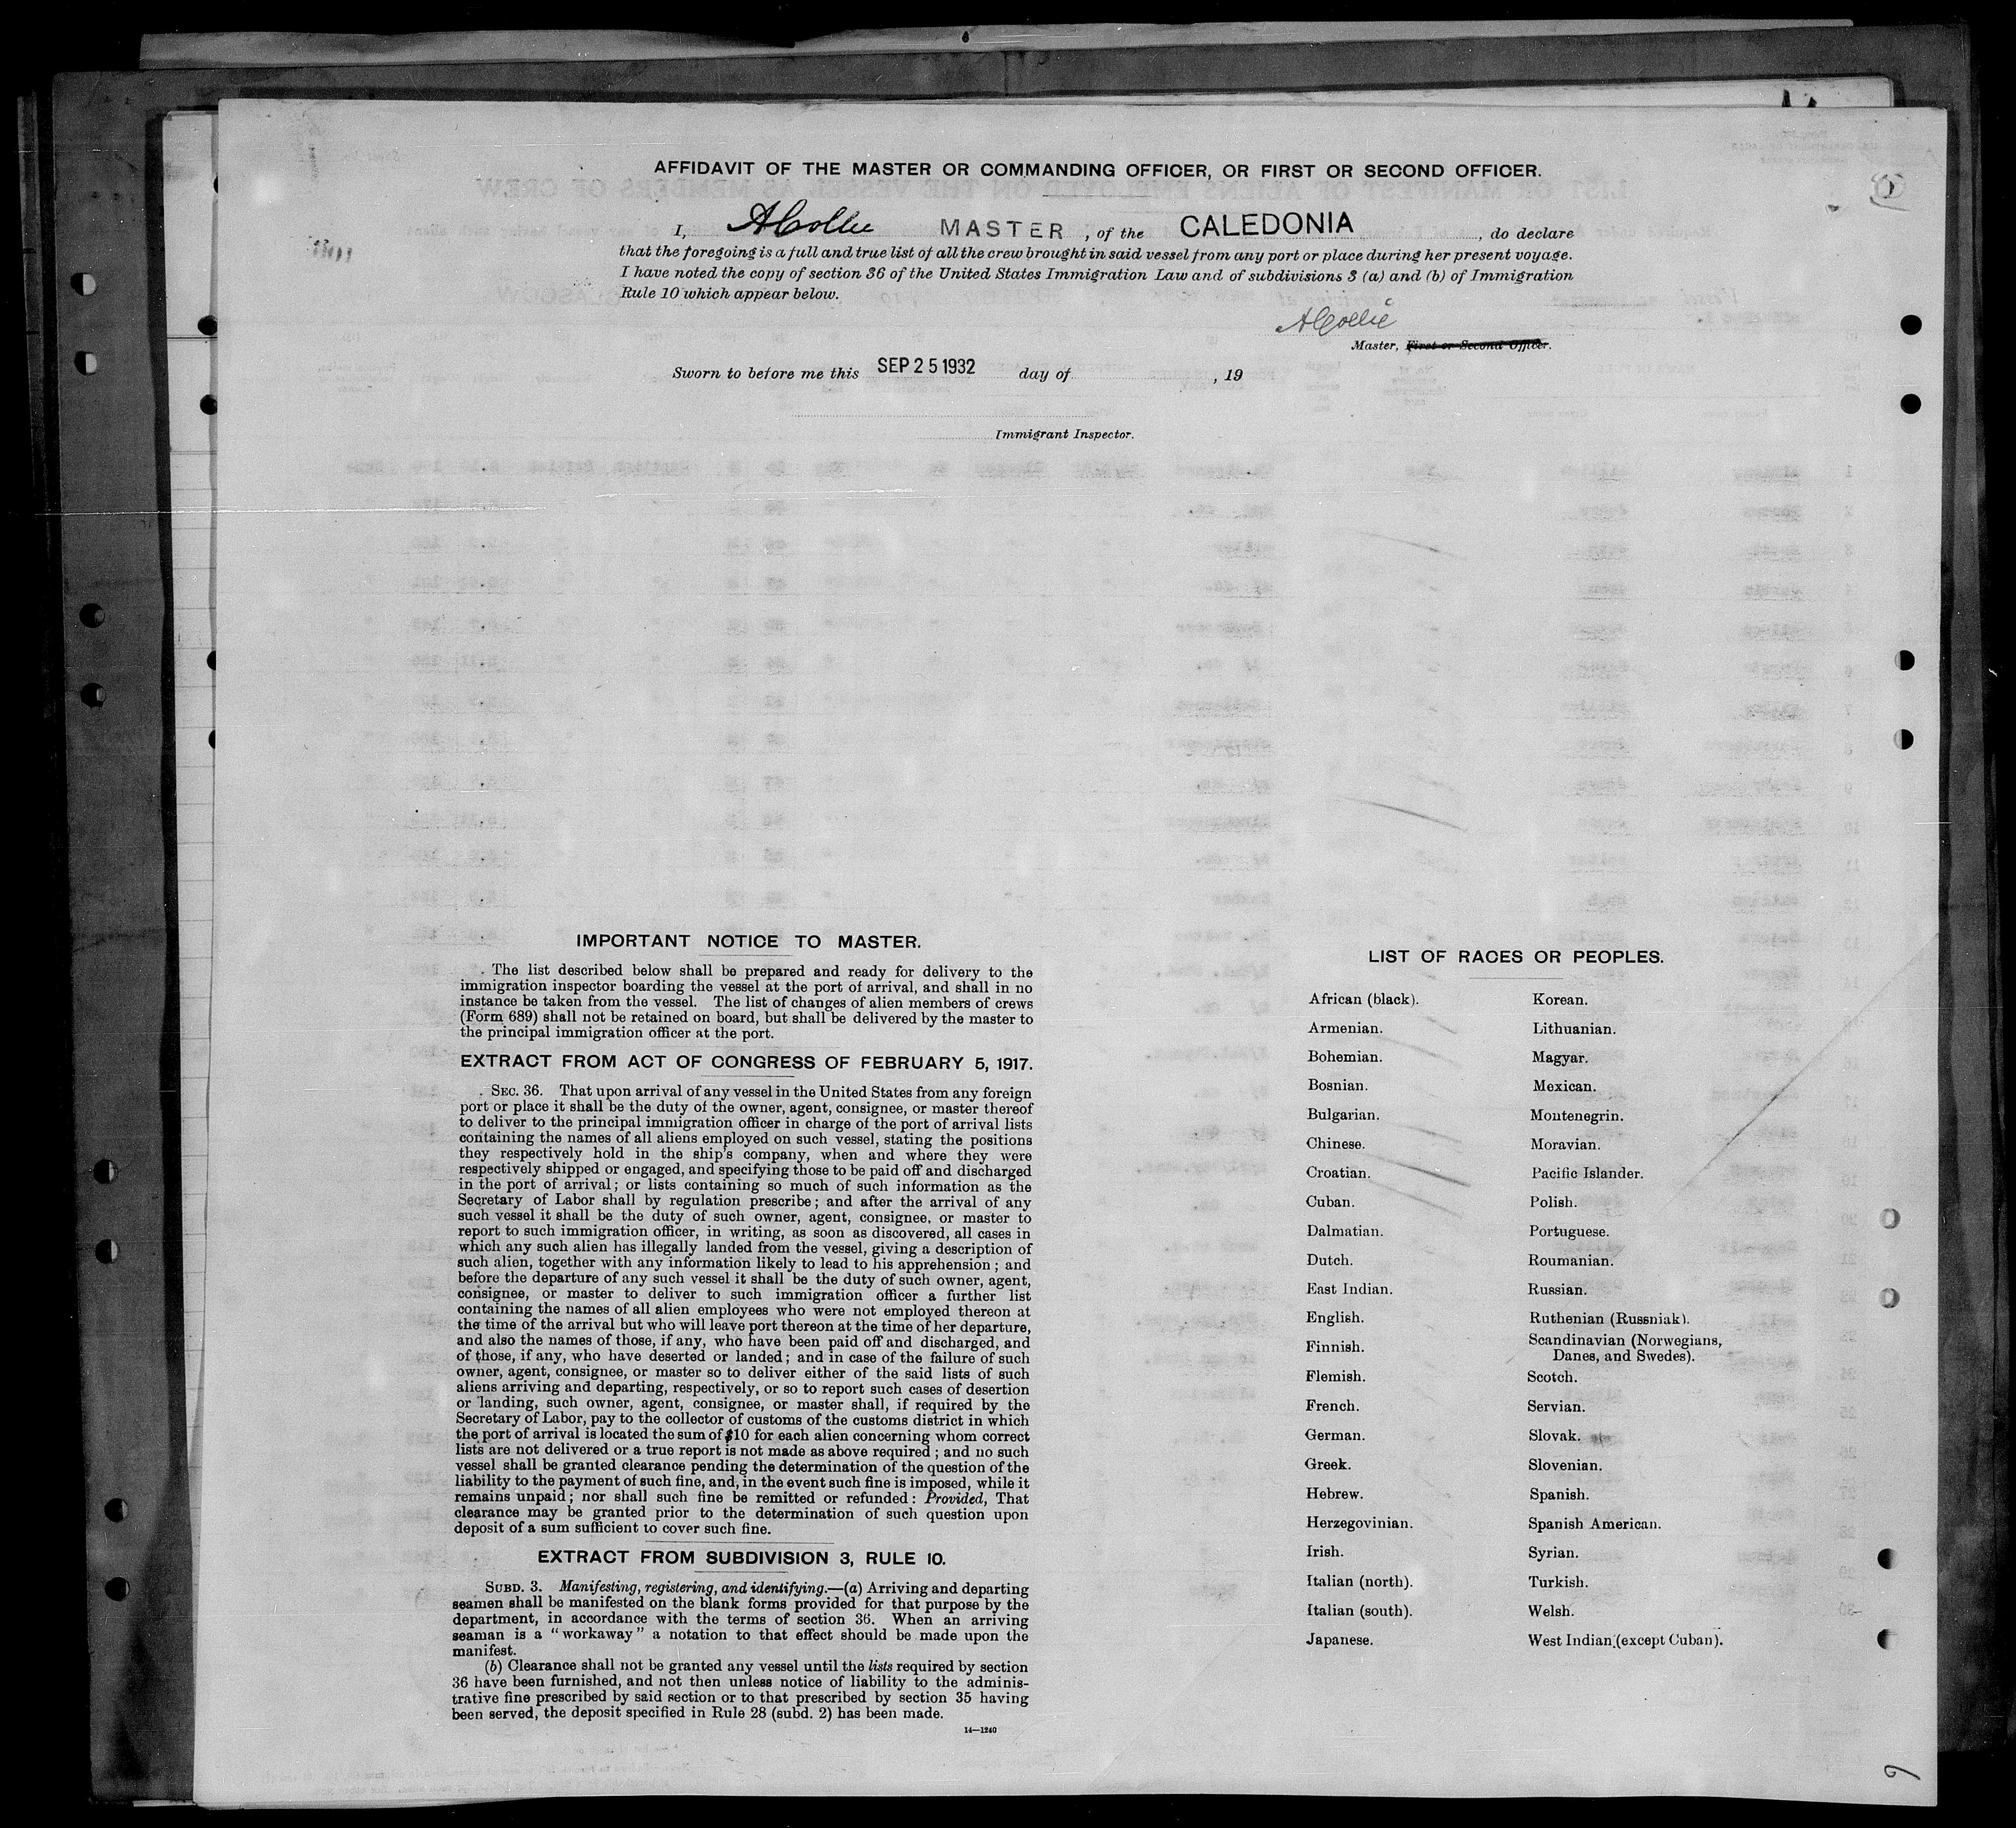 AFFIDAVIT OF THE MASTER OR COMMANDING OFFICER, OR FIRST OR SECOND OFFICER.
I, A Collie MASTER, of the CALEDONIA, do declare
that the foregoing is a full and true list of all the crew brought in said vessel from any port or place during her present voyage.
I have noted the copy of section 36 of the United States Immigration Law and of subdivisions 3 (a) and (b) of Immigration
Rule 10 which appear below.
A Collie
Master, First or Second Officer.
Sworn to before me this SEP 25 1932 day of , 19
Immigrant Inspector.
IMPORTANT NOTICE TO MASTER.
The list described below shall be prepared and ready for delivery to the
immigration inspector boarding the vessel at the port of arrival, and shall in no
instance be taken from the vessel. The list of changes of alien members of crews
(Form 689) shall not be retained on board, but shall be delivered by the master to
the principal immigration officer at the port.
EXTRACT FROM ACT OF CONGRESS OF FEBRUARY 5, 1917.
SEC. 36. That upon arrival of any vessel in the United States from any foreign
port or place it shall be the duty of the owner, agent, consignee, or master thereof
to deliver to the principal immigration officer in charge of the port of arrival lists
containing the names of all aliens employed on such vessel, stating the positions
they respectively hold in the ship's company, when and where they were
respectively shipped or engaged, and specifying those to be paid off and discharged
in the port of arrival; or lists containing so much of such information as the
Secretary of Labor shall by regulation prescribe; and after the arrival of any
such vessel it shall be the duty of such owner, agent, consignee, or master to
report to such immigration officer, in writing, as soon as discovered, all cases in
which any such alien has illegally landed from the vessel, giving a description of
such alien, together with any information likely to lead to his apprehension; and
before the departure of any such vessel it shall be the duty of such owner, agent,
consignee, or master to deliver to such immigration officer a further list
containing the names of all alien employees who were not employed thereon at
the time of the arrival but who will leave port thereon at the time of her departure,
and also the names of those, if any, who have been paid off and discharged, and
of those, if any, who have deserted or landed; and in case of the failure of such
owner, agent, consignee, or master so to deliver either of the said lists of such
aliens arriving and departing, respectively, or so to report such cases of desertion
or landing, such owner, agent, consignee, or master shall, if required by the
Secretary of Labor, pay to the collector of customs of the customs district in which
the port of arrival is located the sum of $10 for each alien concerning whom correct
lists are not delivered or a true report is not made as above required; and no such
vessel shall be granted clearance pending the determination of the question of the
liability to the payment of such fine, and, in the event such fine is imposed, while it
remains unpaid; nor shall such fine be remitted or refunded: Provided, That
clearance may be granted prior to the determination of such question upon
deposit of a sum sufficient to cover such fine.
EXTRACT FROM SUBDIVISION 3, RULE 10.
SUBD. 3. Manifesting, registering, and identifying.—(a) Arriving and departing
seamen shall be manifested on the blank forms provided for that purpose by the
department, in accordance with the terms of section 36. When an arriving
seaman is a "workaway" a notation to that effect should be made upon the
manifest.
(b) Clearance shall not be granted any vessel until the lists required by section
36 have been furnished, and not then unless notice of liability to the adminis-
trative fine prescribed by said section or to that prescribed by section 35 having
been served, the deposit specified in Rule 28 (subd. 2) has been made.
14—1240
LIST OF RACES OR PEOPLES.
African (black).
Armenian.
Bohemian.
Bosnian.
Bulgarian.
Chinese.
Croatian.
Cuban.
Dalmatian.
Dutch.
East Indian.
English.
Finnish.
Flemish.
French.
German.
Greek.
Hebrew.
Herzegovinian.
Irish.
Italian (north).
Italian (south).
Japanese.
Korean.
Lithuanian.
Magyar.
Mexican.
Montenegrin.
Moravian.
Pacific Islander.
Polish.
Portuguese.
Roumanian.
Russian.
Ruthenian (Russniak).
Scandinavian (Norwegians,
Danes, and Swedes).
Scotch.
Servian.
Slovak.
Slovenian.
Spanish.
Spanish American.
Syrian.
Turkish.
Welsh.
West Indian (except Cuban).